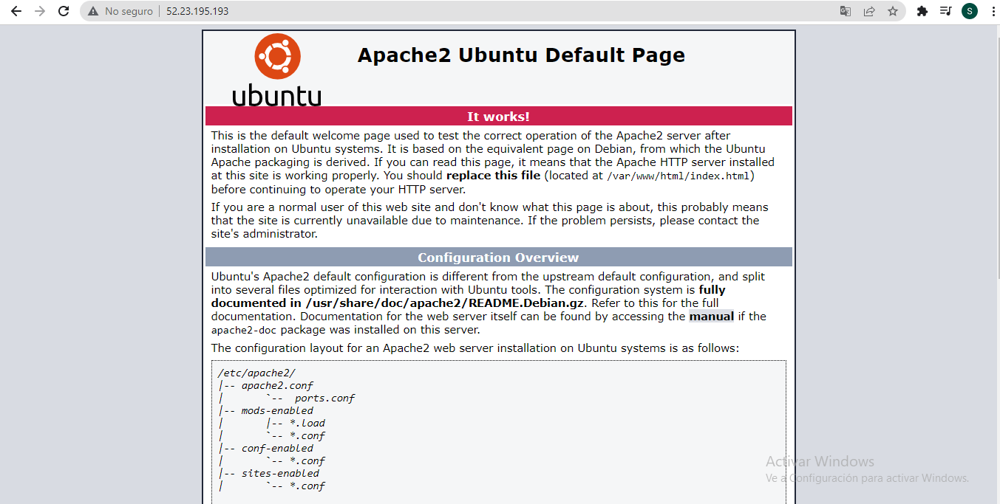 No seguro
52.23.195.193
S
ubuntu
Apache2 Ubuntu Default Page
It works!
This is the default welcome page used to test the correct operation of the Apache2 server after
installation on Ubuntu systems. It is based on the equivalent page on Debian, from which the Ubuntu
Apache packaging is derived. If you can read this page, it means that the Apache HTTP server installed
at this site is working properly. You should replace this file (located at /var/www/html/index.html)
before continuing to operate your HTTP server.
If you are a normal user of this web site and don't know what this page is about, this probably means
that the site is currently unavailable due to maintenance. If the problem persists, please contact the
site's administrator.
Configuration Overview
Ubuntu's Apache2 default configuration is different from the upstream default configuration, and split
into several files optimized for interaction with Ubuntu tools. The configuration system is fully
documented in /usr/share/doc/apache2/README.Debian.gz. Refer to this for the full
documentation. Documentation for the web server itself can be found by accessing the manual if the
apache2-doc package was installed on this server.
The configuration layout for an Apache2 web server installation on Ubuntu systems is as follows:
/etc/apache2/
|-- apache2.conf
|       `--  ports.conf
|-- mods-enabled
|       |-- *.load
|       `-- *.conf
|-- conf-enabled
|       `-- *.conf
|-- sites-enabled
|       `-- *.conf
Activar Windows
Ve a Configuración para activar Windows.